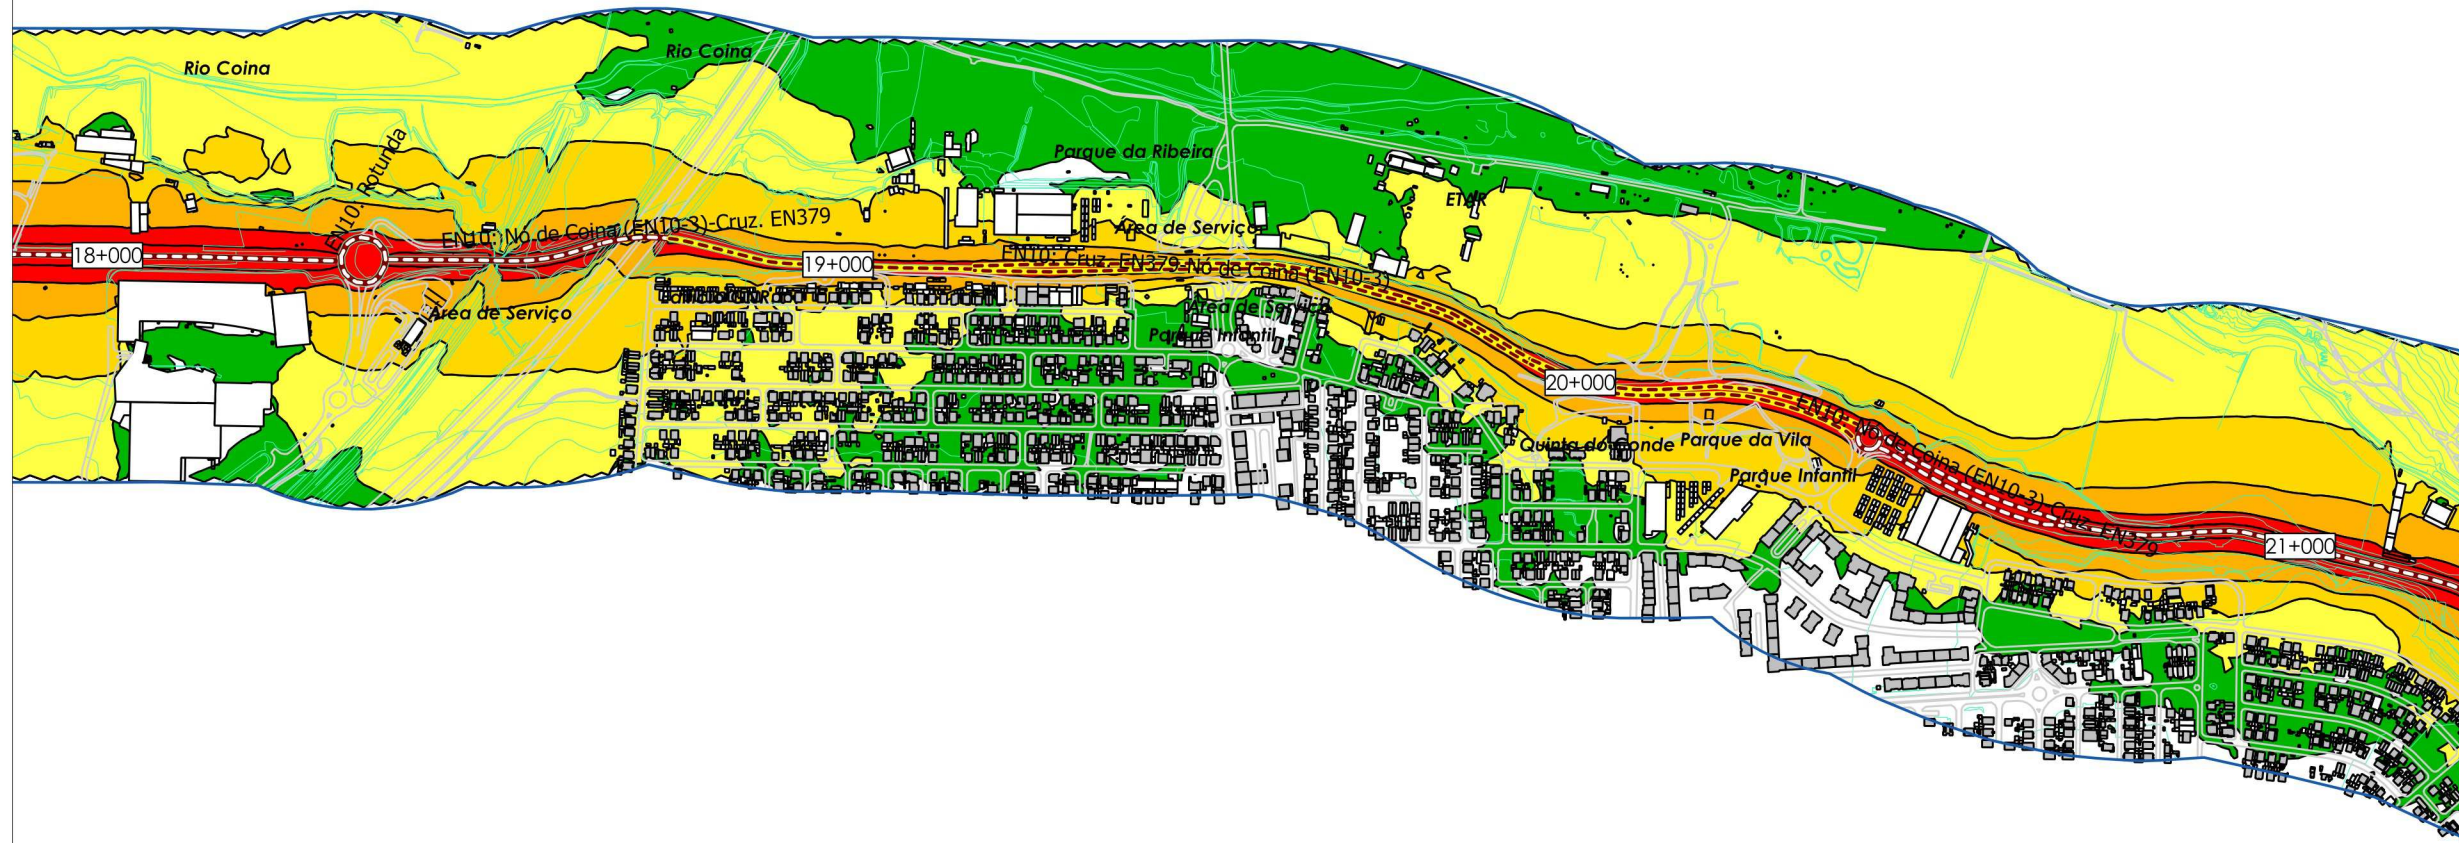 Rio Coina
Rio Coina
EN10: Rotunda
Parque da Ribeira
ETAR
EN10: Nó de Coina (EN10-3)-Cruz. EN379
Área de Serviço
18+000
19+000
EN10: Cruz. EN379-Nó de Coina (EN10-3)
Área de Serviço
Área de Serviço
Parque Infantil
20+000
EN10: Nó de Coina (EN10-3)-Cruz. EN379
Quinta do Conde
Parque da Vila
Parque Infantil
21+000